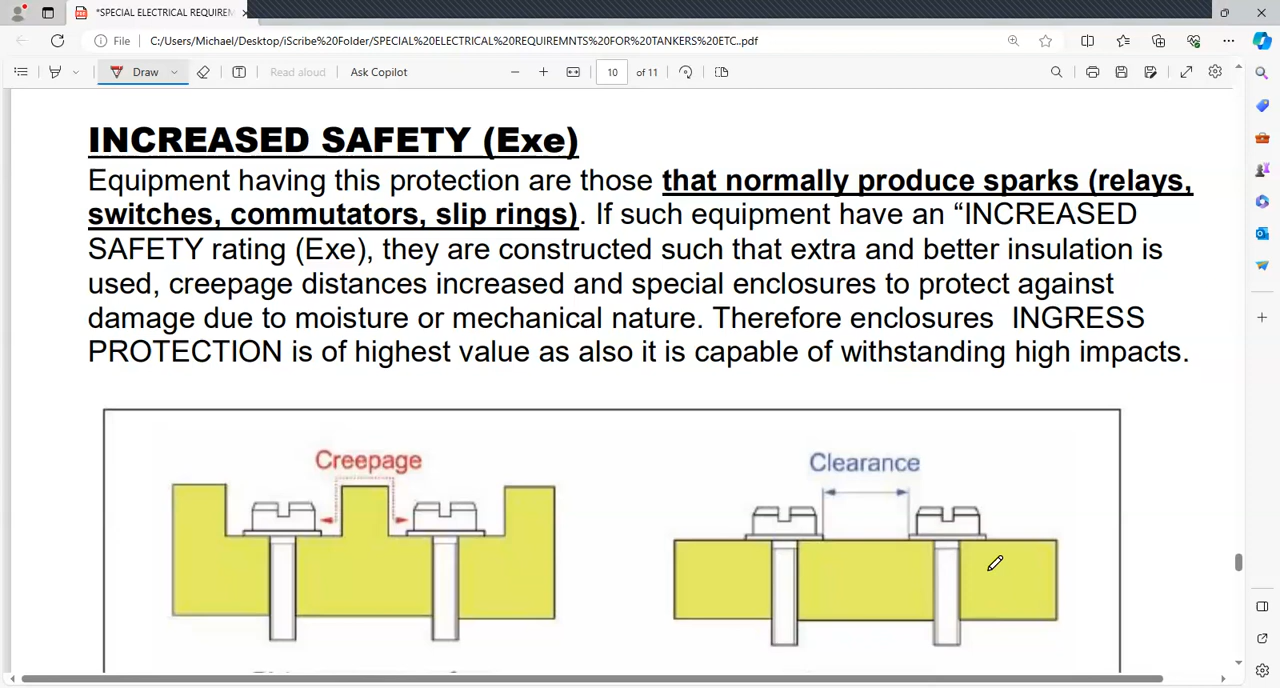 *SPECIAL ELECTRICAL REQUIREM
File C:/Users/Michael/Desktop/iScribe%20Folder/SPECIAL%20ELECTRICAL%20REQUIREMNTS%20FOR%20TANKERS%20ETC..pdf
Draw Read aloud Ask Copilot 10 of 11
INCREASED SAFETY (Exe)
Equipment having this protection are those that normally produce sparks (relays,
switches, commutators, slip rings). If such equipment have an “INCREASED
SAFETY rating (Exe), they are constructed such that extra and better insulation is
used, creepage distances increased and special enclosures to protect against
damage due to moisture or mechanical nature. Therefore enclosures INGRESS
PROTECTION is of highest value as also it is capable of withstanding high impacts.
Creepage Clearance